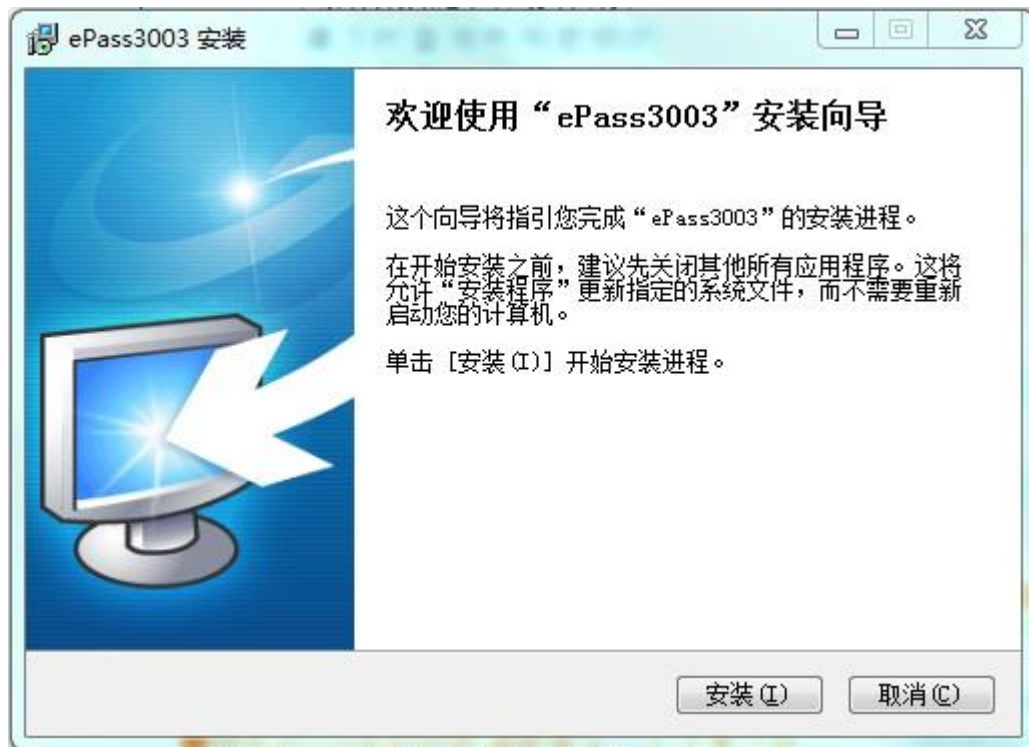 ePass3003 安装
欢迎使用“ePass3003”安装向导
这个向导将指引您完成“ePass3003”的安装进程。
在开始安装之前，建议先关闭其他所有应用程序。这将
允许“安装程序”更新指定的系统文件，而不需要重新
启动您的计算机。
单击 [安装(I)] 开始安装进程。
安装(I)
取消(C)